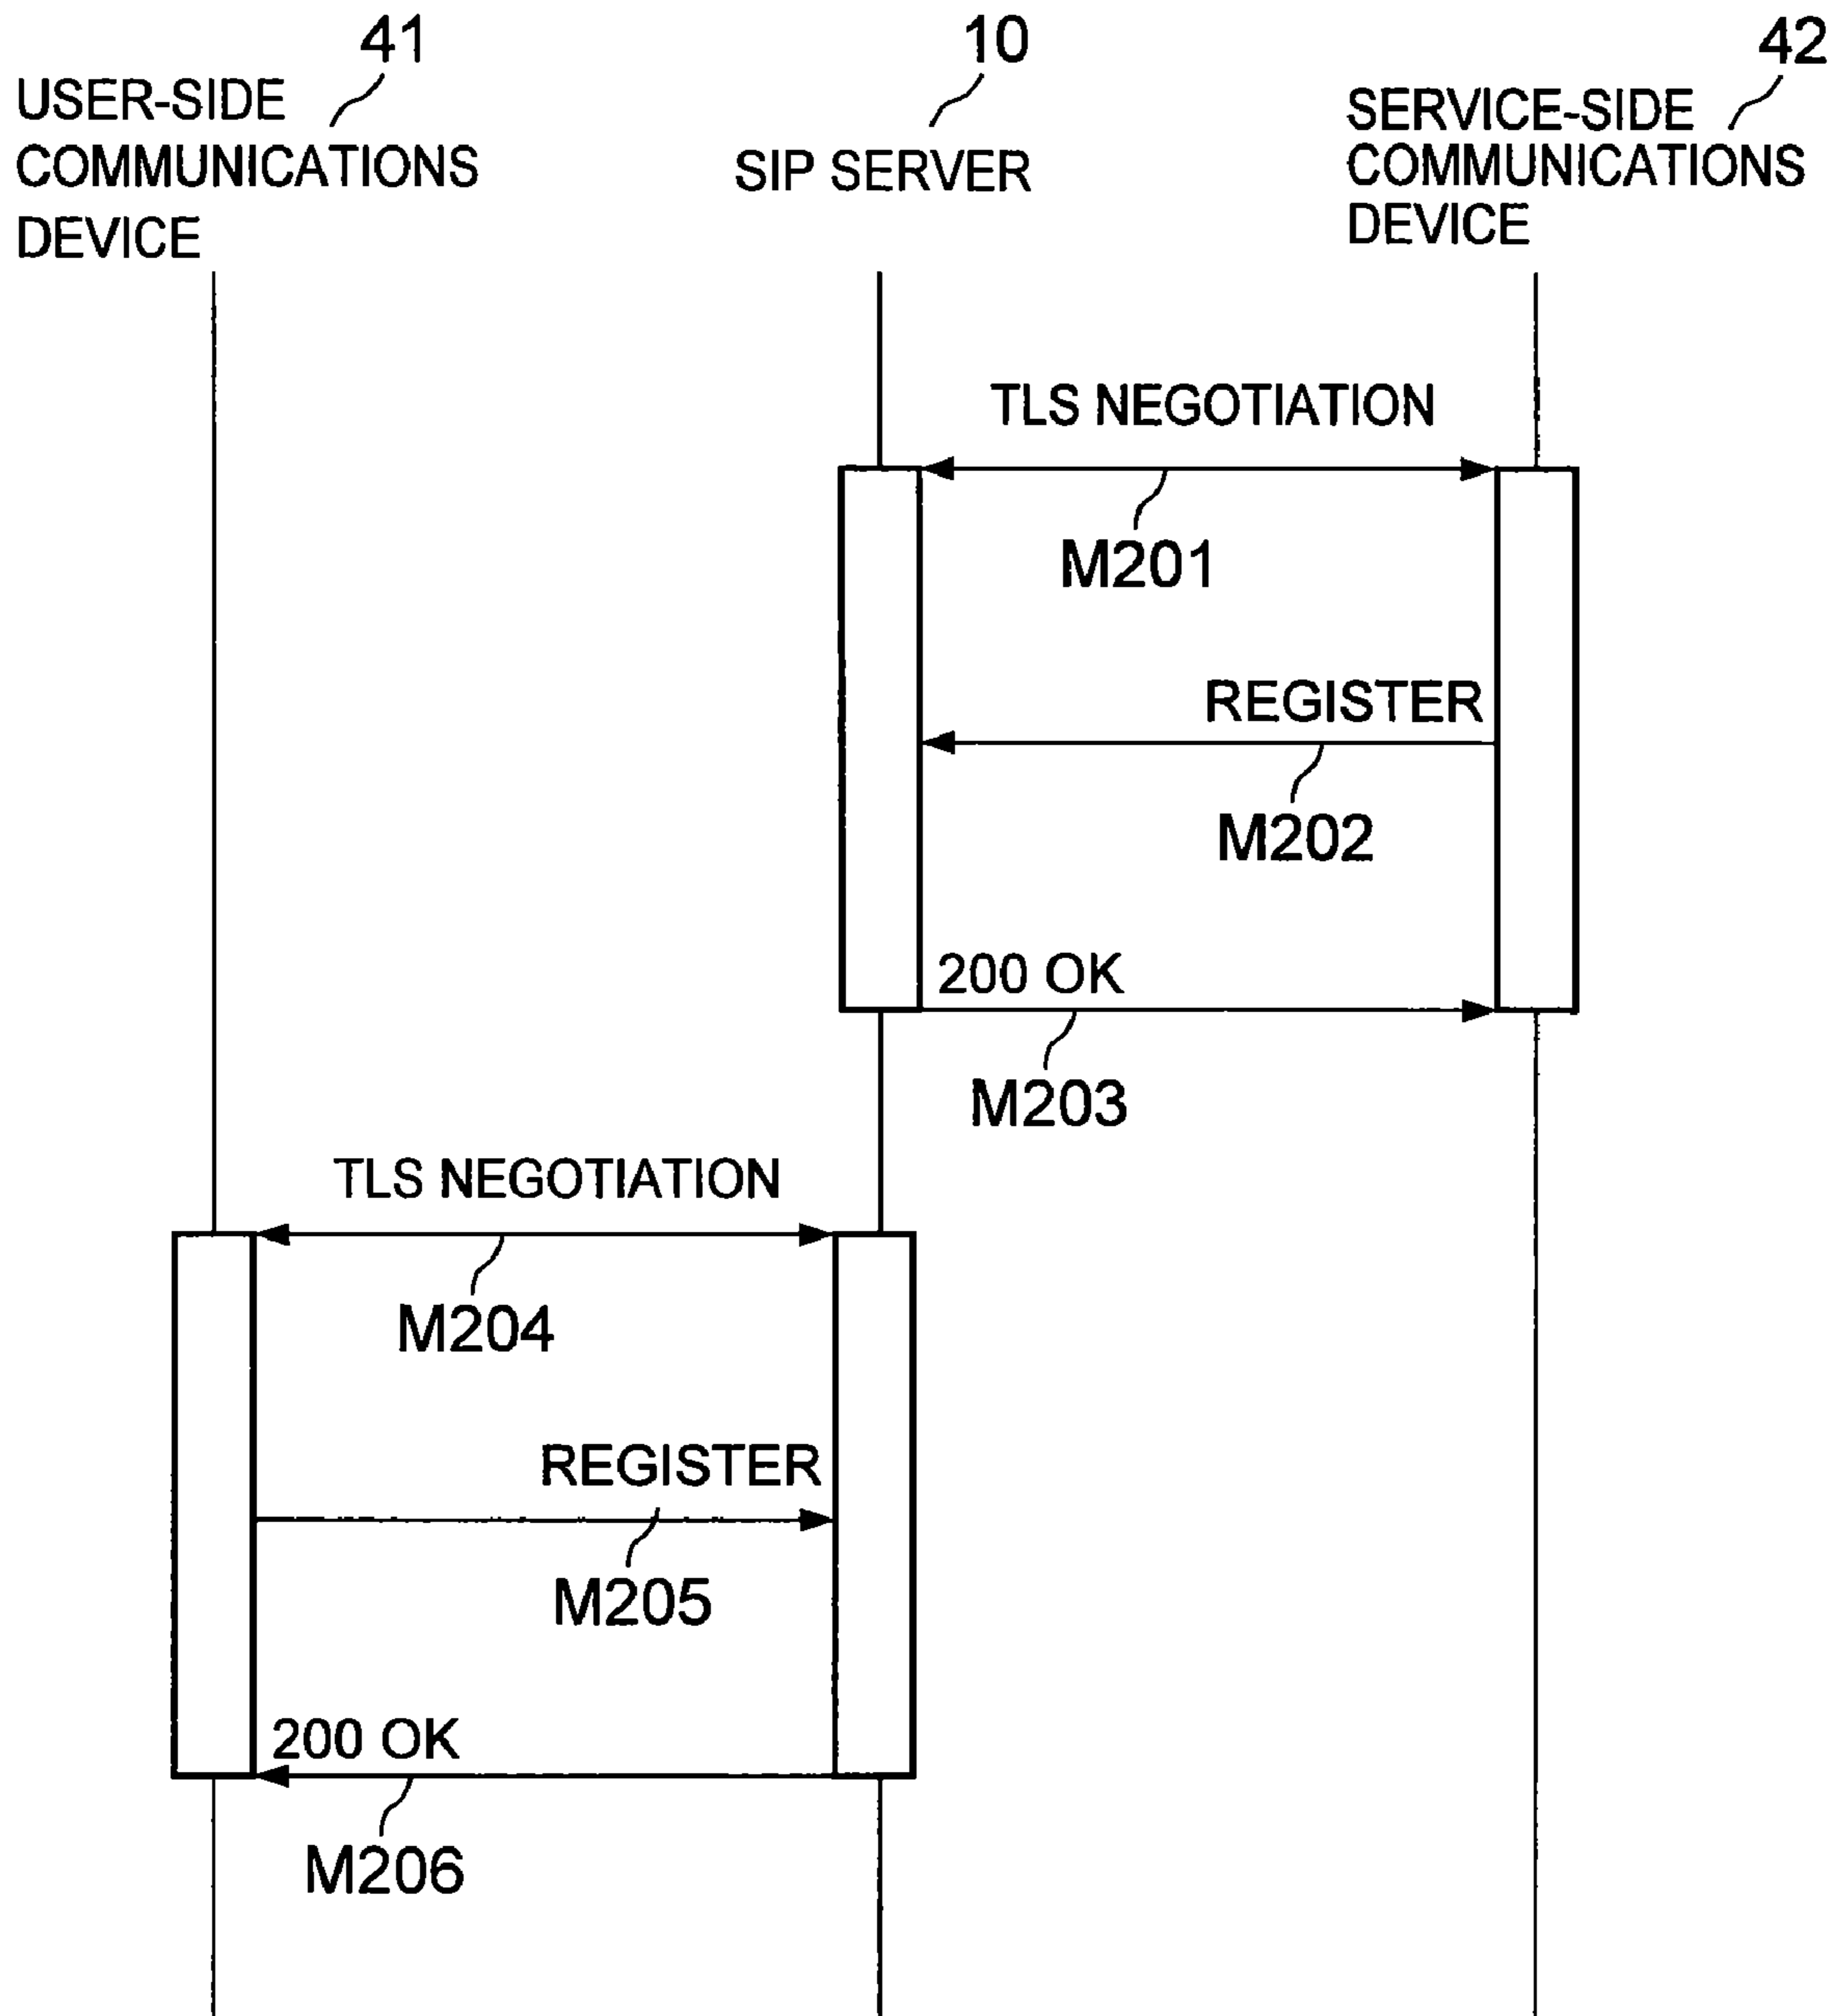 41
USER-SIDE
COMMUNICATIONS
DEVICE
10
SIP SERVER
42
SERVICE-SIDE
COMMUNICATIONS
DEVICE
TLS NEGOTIATION
M201
REGISTER
M202
200 OK
M203
TLS NEGOTIATION
M204
REGISTER
M205
200 OK
M206